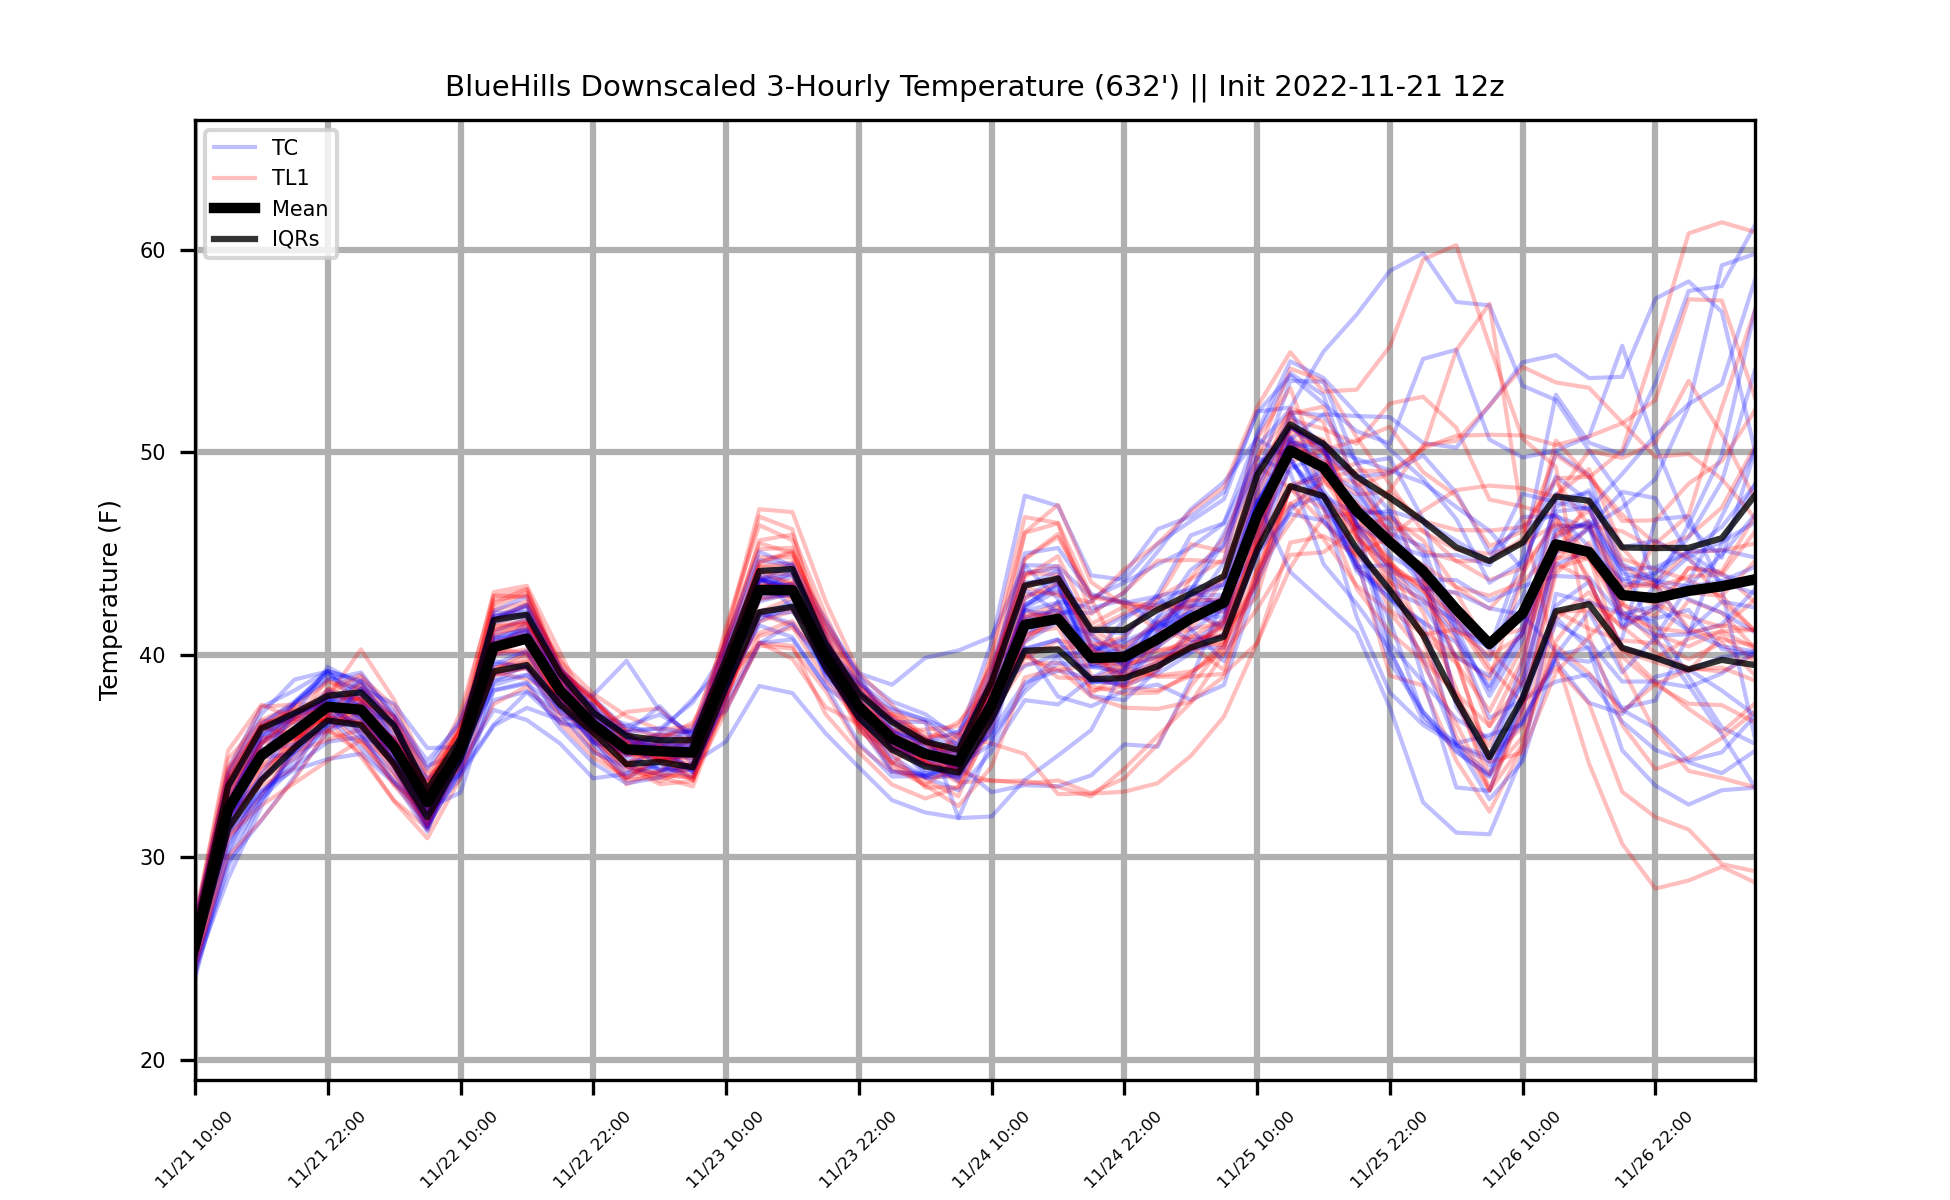 BlueHills Downscaled 3-Hourly Temperature (632') || Init 2022-11-21 12z
TC
TL1
Mean
IQRs
Temperature (F)
60
50
40
30
20
11/21 10:00
11/21 22:00
11/22 10:00
11/22 22:00
11/23 10:00
11/23 22:00
11/24 10:00
11/24 22:00
11/25 10:00
11/25 22:00
11/26 10:00
11/26 22:00